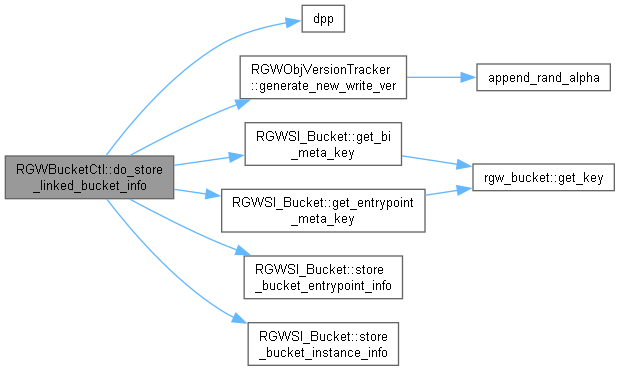 dpp
RGWObjVersionTracker
::generate_new_write_ver
append_rand_alpha
RGWSI_Bucket::get_bi
_meta_key
RGWBucketCtl::do_store
_linked_bucket_info
rgw_bucket::get_key
RGWSI_Bucket::get_entrypoint
_meta_key
RGWSI_Bucket::store
_bucket_entrypoint_info
RGWSI_Bucket::store
_bucket_instance_info